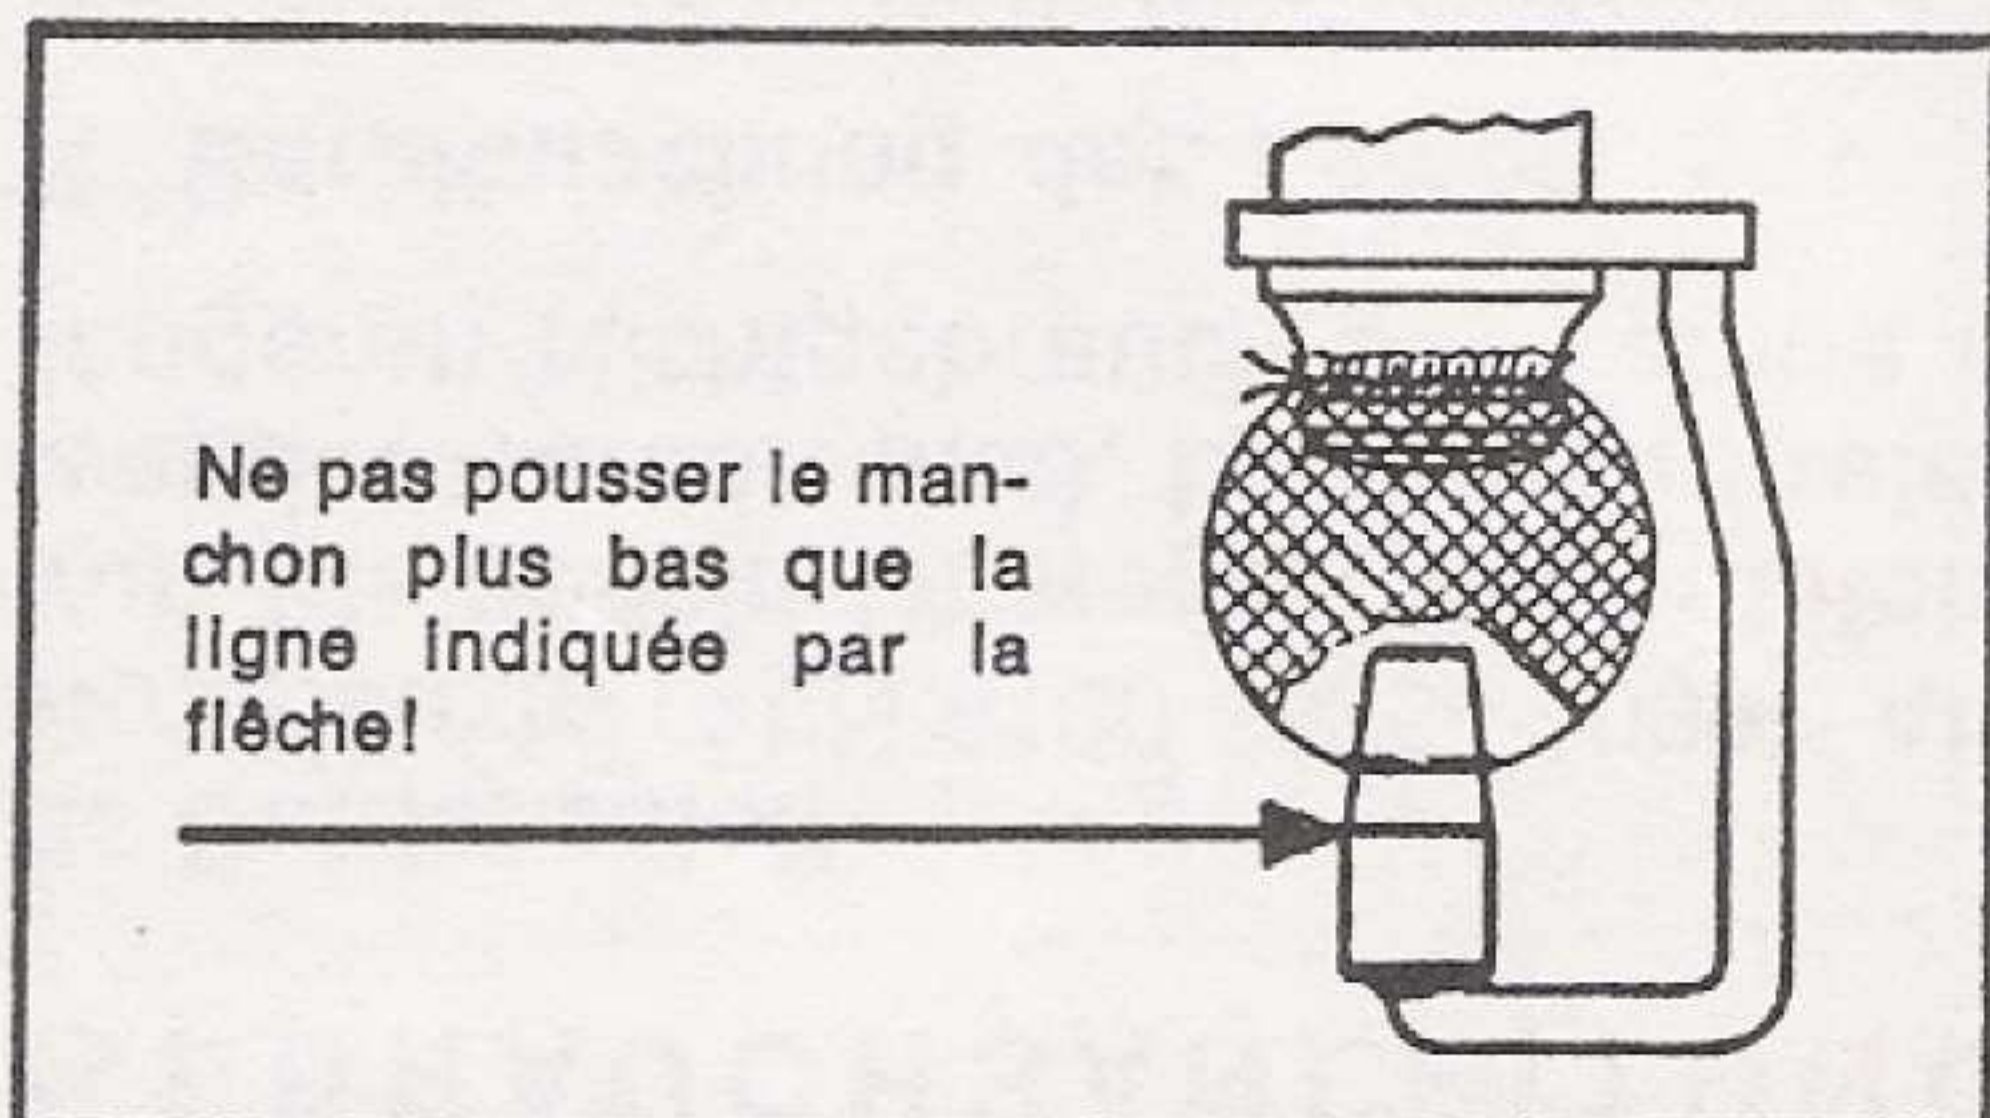 Ne pas pousser le man-
chon plus bas que la
ligne indiquée par la
flêche!